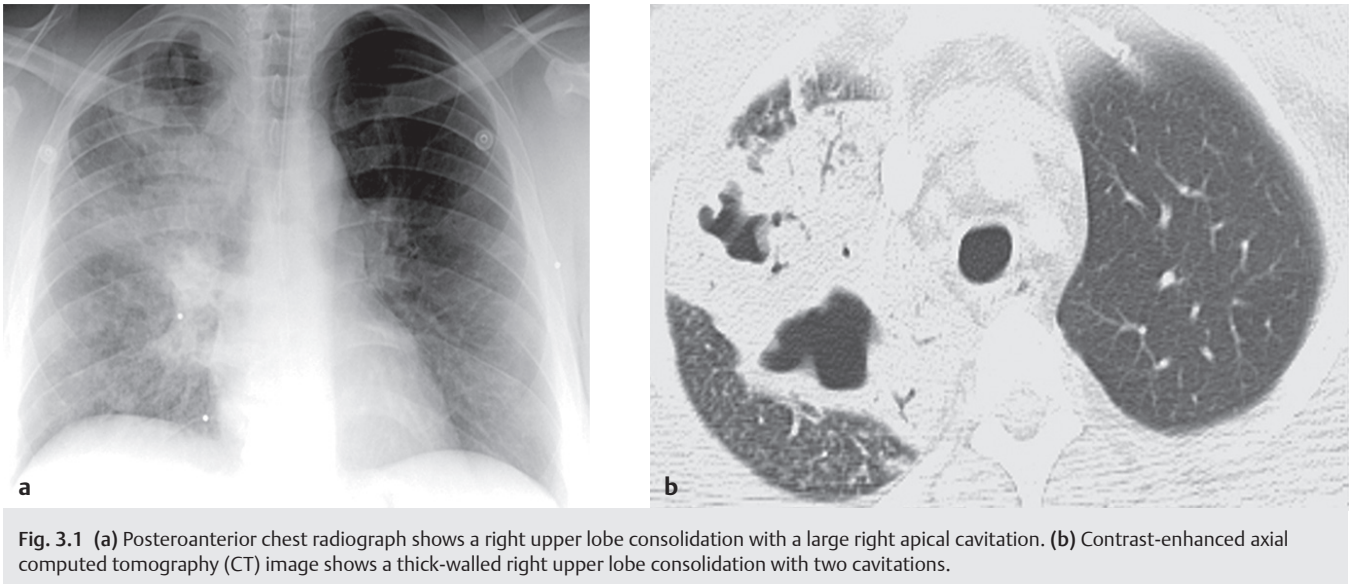 a
b
Fig. 3.1 (a) Posteroanterior chest radiograph shows a right upper lobe consolidation with a large right apical cavitation. (b) Contrast-enhanced axial
computed tomography (CT) image shows a thick-walled right upper lobe consolidation with two cavitations.